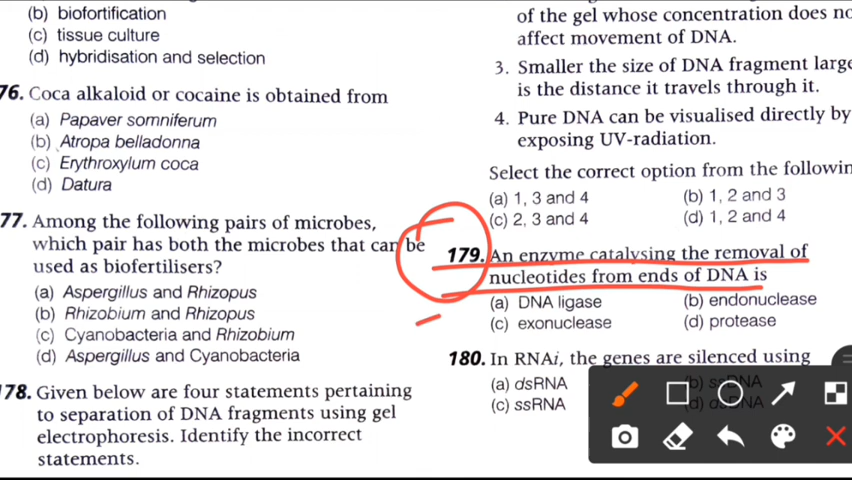 (b) biofortification
(c) tissue culture
(d) hybridisation and selection
76. Coca alkaloid or cocaine is obtained from
(a) Papaver somniferum
(b) Atropa belladonna
(c) Erythroxylum coca
(d) Datura
77. Among the following pairs of microbes,
which pair has both the microbes that can be
used as biofertilisers?
(a) Aspergillus and Rhizopus
(b) Rhizobium and Rhizopus
(c) Cyanobacteria and Rhizobium
(d) Aspergillus and Cyanobacteria
178. Given below are four statements pertaining
to separation of DNA fragments using gel
electrophoresis. Identify the incorrect
statements.
of the gel whose concentration does no
affect movement of DNA.
3. Smaller the size of DNA fragment large
is the distance it travels through it.
4. Pure DNA can be visualised directly by
exposing UV-radiation.
Select the correct option from the followin
(a) 1, 3 and 4 (b) 1, 2 and 3
(c) 2, 3 and 4 (d) 1, 2 and 4
179. An enzyme catalysing the removal of
nucleotides from ends of DNA is
(a) DNA ligase (b) endonuclease
(c) exonuclease (d) protease
180. In RNAi, the genes are silenced using
(a) dsRNA (b) ssDNA
(c) ssRNA (d) dsDNA